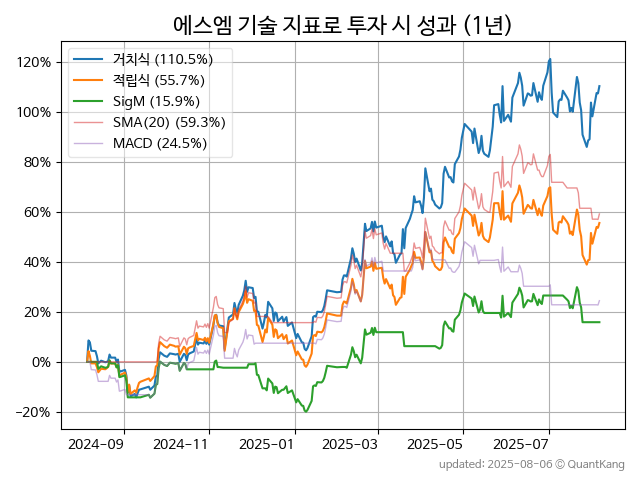 에스엠 기술 지표로 투자 시 성과 (1년)
거치식 (110.5%)
적립식 (55.7%)
SigM (15.9%)
SMA(20) (59.3%)
MACD (24.5%)
120%
100%
80%
60%
40%
20%
0%
−20%
2024−09 2024−11 2025−01 2025−03 2025−05 2025−07
updated: 2025-08-06 © QuantKang